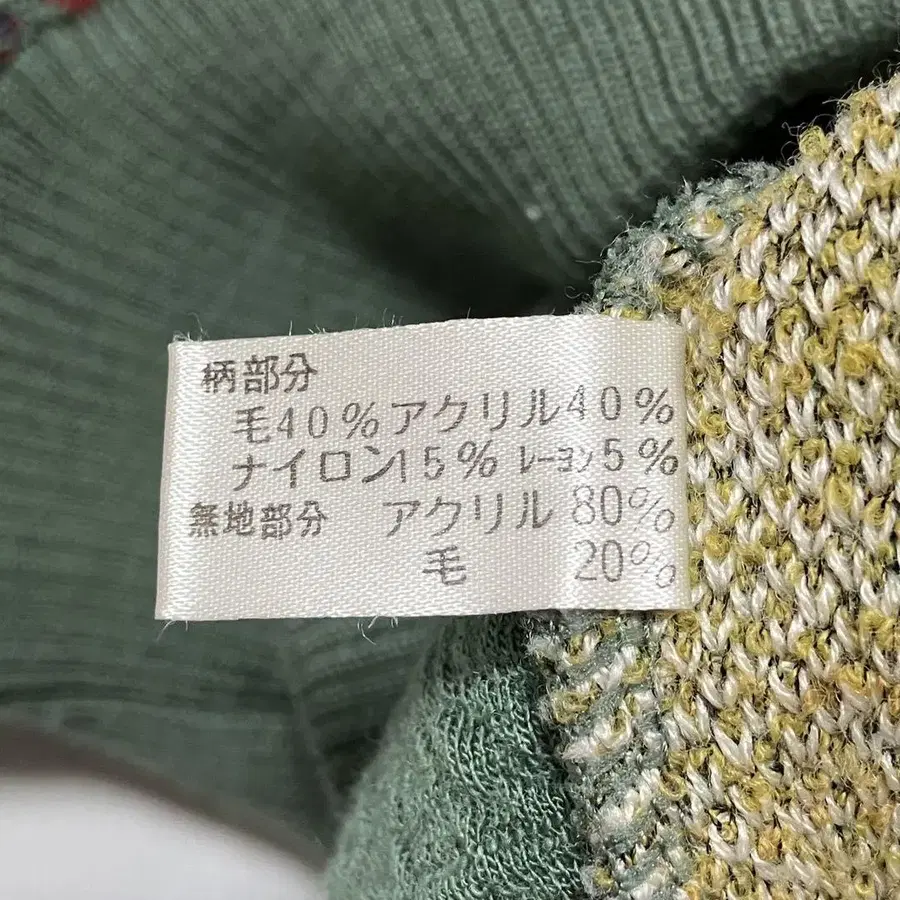 柄部分
毛40%アクリル40%
ナイロン15% レーヨン5%
無地部分 アクリル 80%
毛 20%